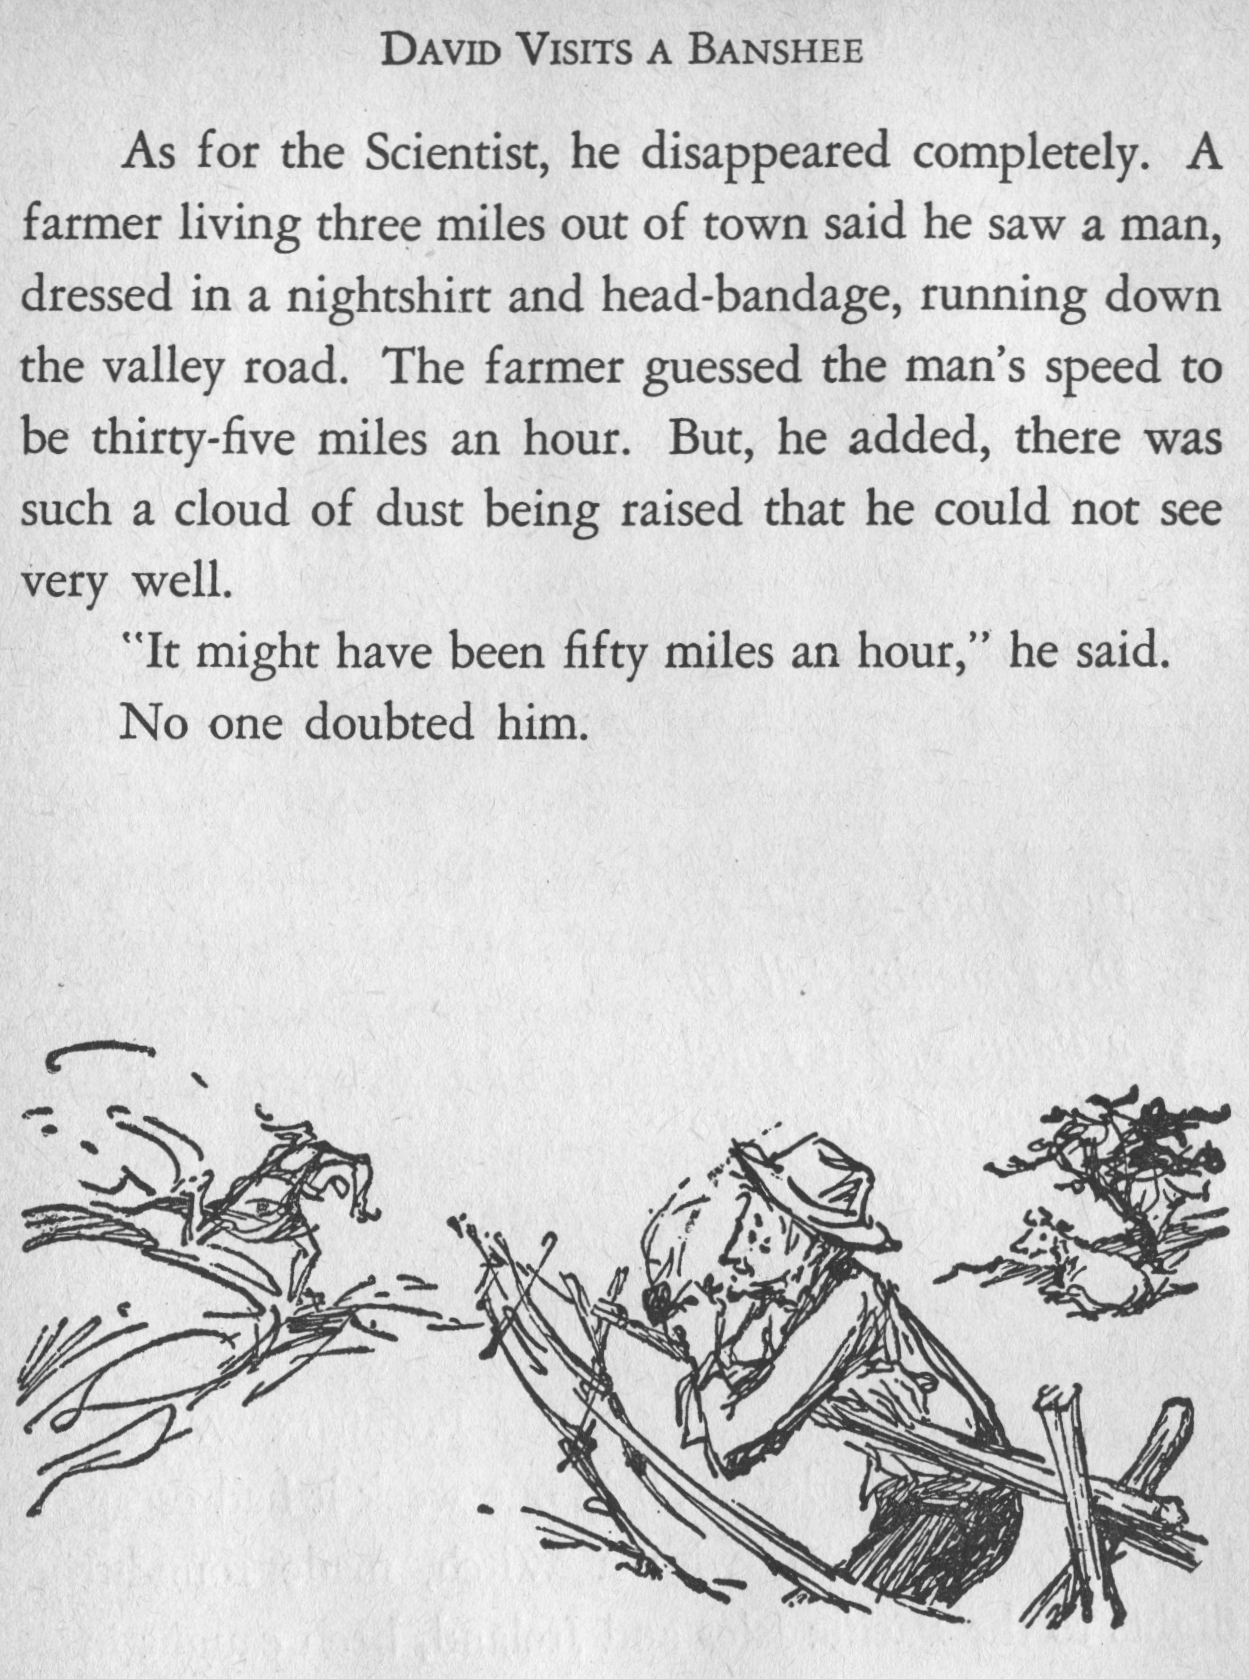 DAVID VISITS A BANSHEE
As for the Scientist, he disappeared completely. A
farmer living three miles out of town said he saw a man,
dressed in a nightshirt and head-bandage, running down
the valley road. The farmer guessed the man's speed to
be thirty-five miles an hour. But, he added, there was
such a cloud of dust being raised that he could not see
very well.
"It might have been fifty miles an hour," he said.
No one doubted him.